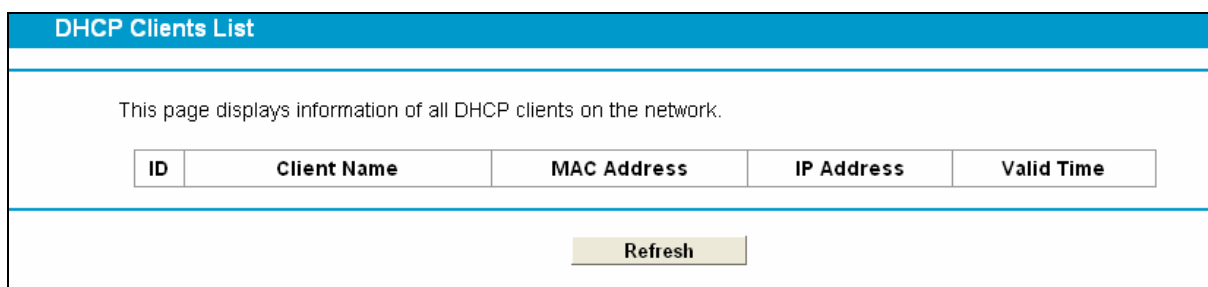 DHCP Clients List
This page displays information of all DHCP clients on the network.
ID Client Name MAC Address IP Address Valid Time
Refresh